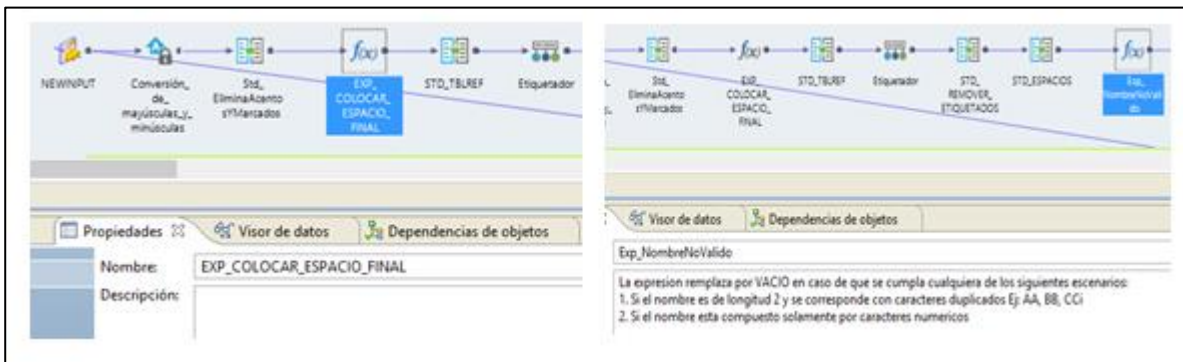 NEWINPUT
Conversión_
de_
mayúsculas_y_
minúsculas
Std_
EliminaAcento
sYMarcados
f(x)
EXP_
COLOCAR_
ESPACIO_
FINAL
STD_TBLREF
Etiquetador
Propiedades
Visor de datos
Dependencias de objetos
Nombre:
EXP_COLOCAR_ESPACIO_FINAL
Descripción:
Std_
EliminaAcento
sYMarcados
f(x)
EXP_
COLOCAR_
ESPACIO_
FINAL
STD_TBLREF
Etiquetador
STD_
REMOVER_
ETIQUETADOS
STD_ESPACIOS
f(x)
Exp_
NombreNoVali
do
Visor de datos
Dependencias de objetos
Exp_NombreNoValido
La expresion remplaza por VACIO en caso de que se cumpla cualquiera de los siguientes escenarios:
1. Si el nombre es de longitud 2 y se corresponde con caracteres duplicados Ej: AA, BB, CCi
2. Si el nombre esta compuesto solamente por caracteres numericos